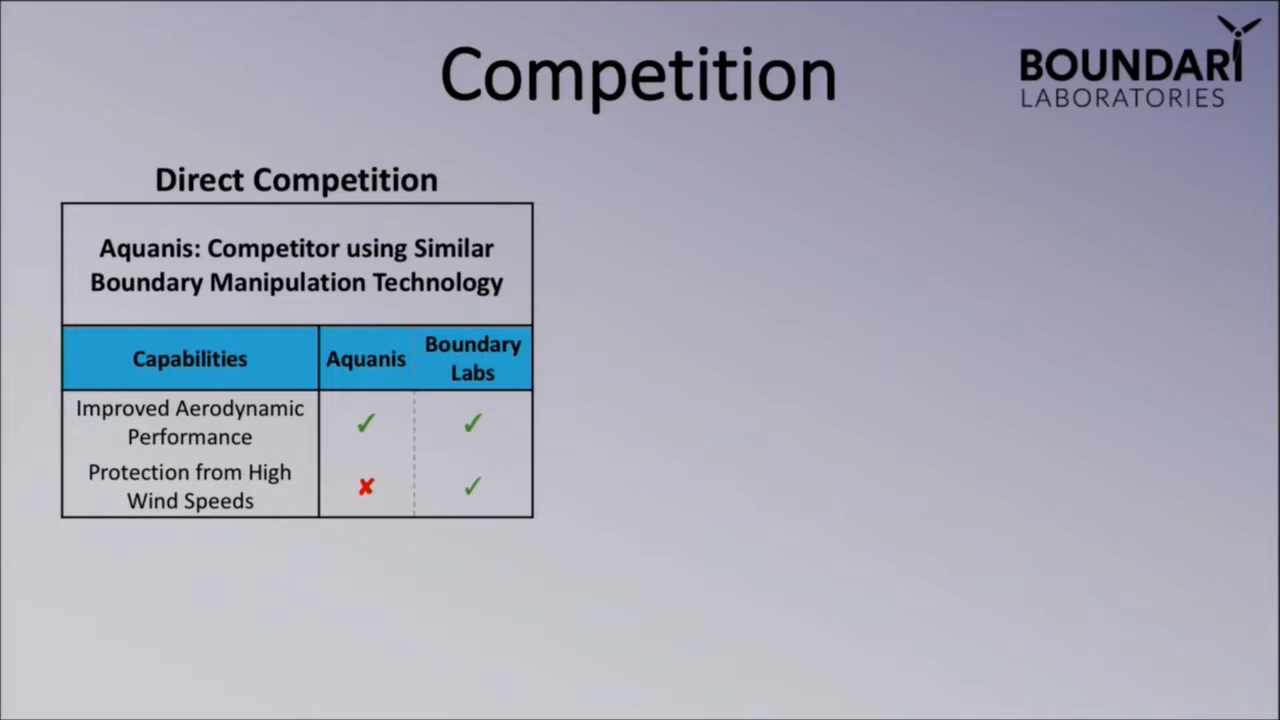 Competition
BOUNDARY
LABORATORIES
Direct Competition
Aquanis: Competitor using Similar
Boundary Manipulation Technology
Capabilities
Aquanis
Boundary
Labs
Improved Aerodynamic
Performance
✓
✓
Protection from High
Wind Speeds
✘
✓